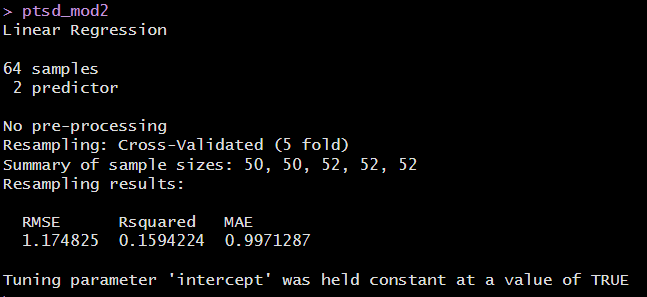 > ptsd_mod2
Linear Regression
64 samples
2 predictor
No pre-processing
Resampling: Cross-Validated (5 fold)
Summary of sample sizes: 50, 50, 52, 52, 52
Resampling results:
RMSE Rsquared MAE
1.174825 0.1594224 0.9971287
Tuning parameter 'intercept' was held constant at a value of TRUE